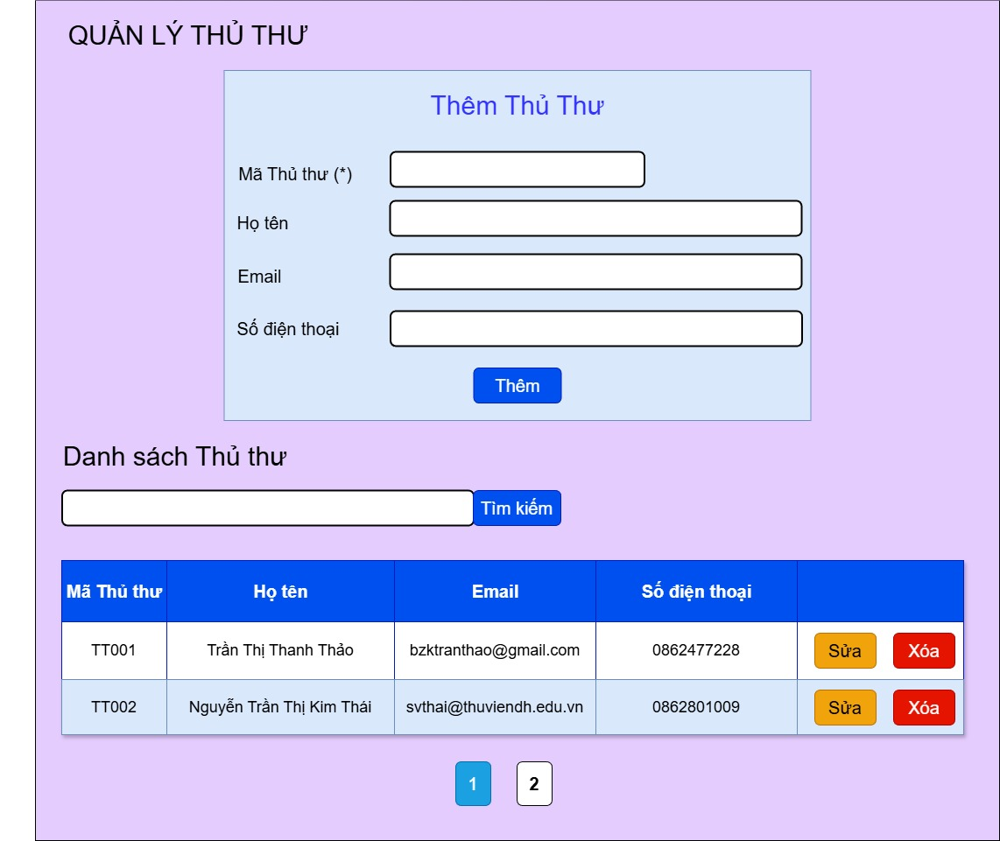 QUẢN LÝ THỦ THƯ
Thêm Thủ Thư
Mã Thủ thư (*)
Họ tên
Email
Số điện thoại
Thêm
Danh sách Thủ thư
Tìm kiếm
Mã Thủ thư Họ tên Email Số điện thoại
TT001 Trần Thị Thanh Thảo bzktranthao@gmail.com 0862477228 Sửa Xóa
TT002 Nguyễn Trần Thị Kim Thái svthai@thuviendh.edu.vn 0862801009 Sửa Xóa
1 2